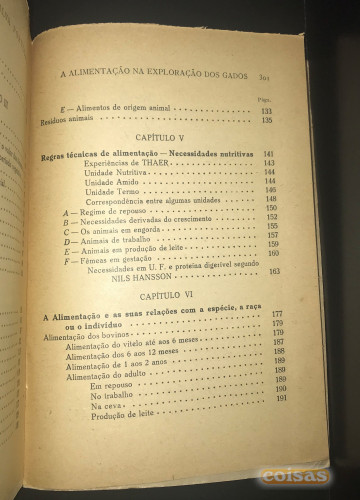 A ALIMENTAÇÃO NA EXPLORAÇÃO DOS GADOS 303
Págs.
E — Alimentos de origem animal 133
Resíduos animais 135
CAPÍTULO V
Regras técnicas de alimentação — Necessidades nutritivas 141
Experiências de THAER 143
Unidade Nutritiva 144
Unidade Amido 144
Unidade Termo 146
Correspondência entre algumas unidades 148
A — Regime de repouso 150
B — Necessidades derivadas do crescimento 152
C — Os animais em engorda 155
D — Animais de trabalho 157
E — Animais em produção de leite 159
F — Fêmeas em gestação 160
Necessidades em U. F. e proteína digerível segundo
NILS HANSSON 163
CAPÍTULO VI
A Alimentação e as suas relações com a espécie, a raça
ou o indivíduo 177
Alimentação dos bovinos 179
Alimentação do vitelo até aos 6 meses 179
Alimentação dos 6 aos 12 meses 187
Alimentação de 1 aos 2 anos 188
Alimentação do adulto 189
Em repouso 189
No trabalho 189
Na ceva 190
Produção de leite 191
coisas